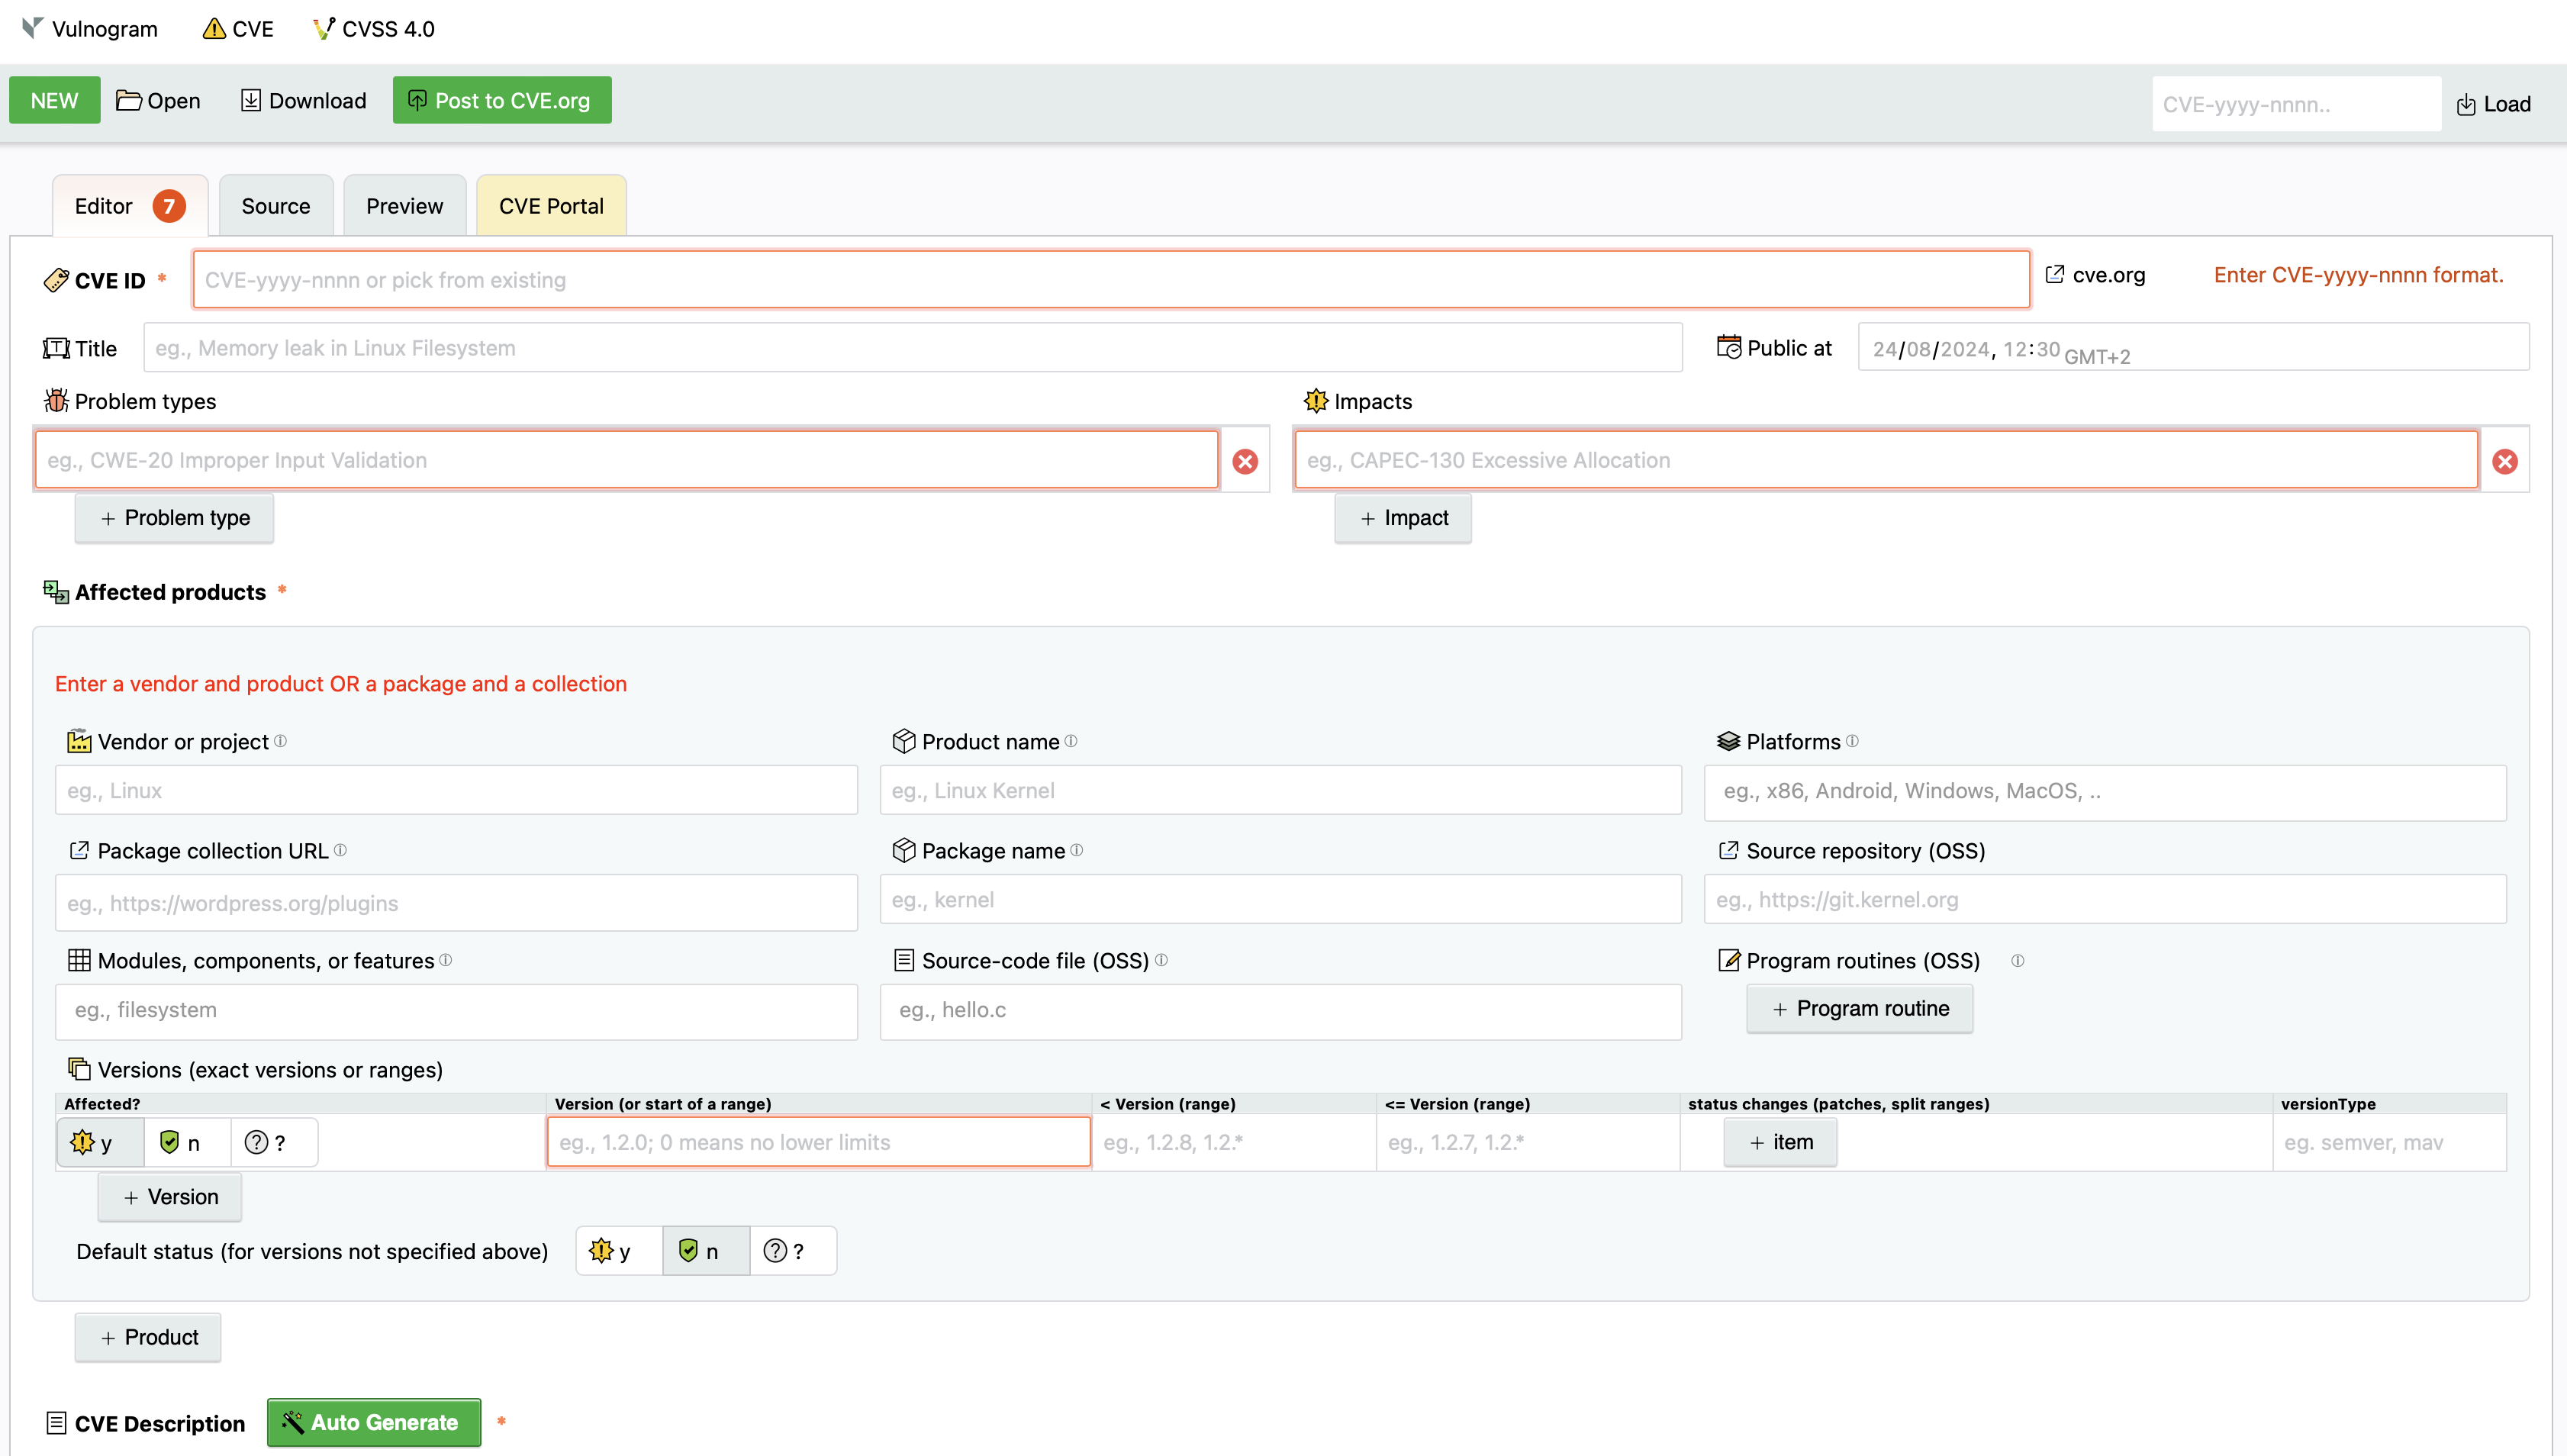 Vulnogram CVE CVSS 4.0
NEW Open Download Post to CVE.org CVE-yyyy-nnnn.. Load
Editor 7 Source Preview CVE Portal
CVE ID * CVE-yyyy-nnnn or pick from existing cve.org Enter CVE-yyyy-nnnn format.
Title eg., Memory leak in Linux Filesystem Public at 24/08/2024, 12:30 GMT+2
Problem types Impacts
eg., CWE-20 Improper Input Validation eg., CAPEC-130 Excessive Allocation
+ Problem type + Impact
Affected products *
Enter a vendor and product OR a package and a collection
Vendor or project Product name Platforms
eg., Linux eg., Linux Kernel eg., x86, Android, Windows, MacOS, ..
Package collection URL Package name Source repository (OSS)
eg., https://wordpress.org/plugins eg., kernel eg., https://git.kernel.org
Modules, components, or features Source-code file (OSS) Program routines (OSS)
eg., filesystem eg., hello.c + Program routine
Versions (exact versions or ranges)
Affected? Version (or start of a range) < Version (range) <= Version (range) status changes (patches, split ranges) versionType
y n ? eg., 1.2.0; 0 means no lower limits eg., 1.2.8, 1.2.* eg., 1.2.7, 1.2.* + item eg. semver, mav
+ Version
Default status (for versions not specified above) y n ?
+ Product
CVE Description Auto Generate *